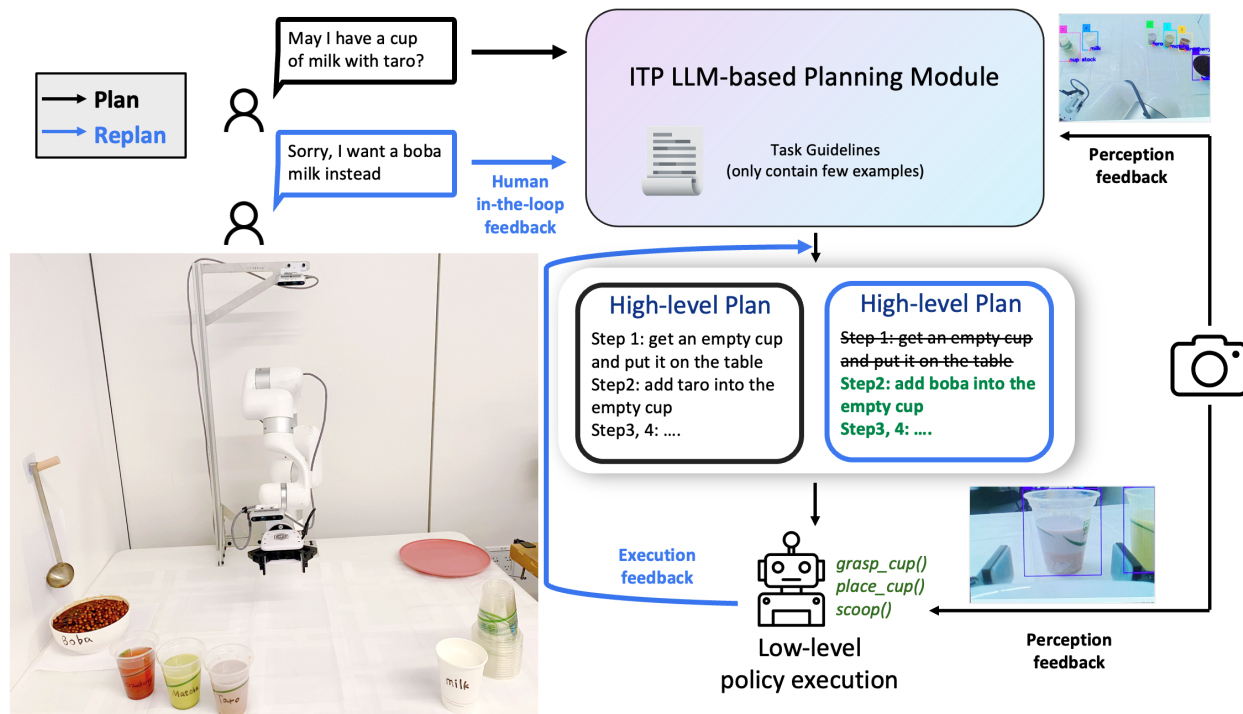 May I have a cup
of milk with taro?
Plan
Replan
Sorry, I want a boba
milk instead
Human
in-the-loop
feedback
ITP LLM-based Planning Module
Task Guidelines
(only contain few examples)
milk
Perception
feedback
High-level Plan
Step 1: get an empty cup
and put it on the table
Step2: add taro into the
empty cup
Step3, 4: ….
High-level Plan
Step 1: get an empty cup
and put it on the table
Step2: add boba into the
empty cup
Step3, 4: ….
Execution
feedback
grasp_cup()
place_cup()
scoop()
Low-level
policy execution
Perception
feedback
Boba
Matcha
Taro
milk